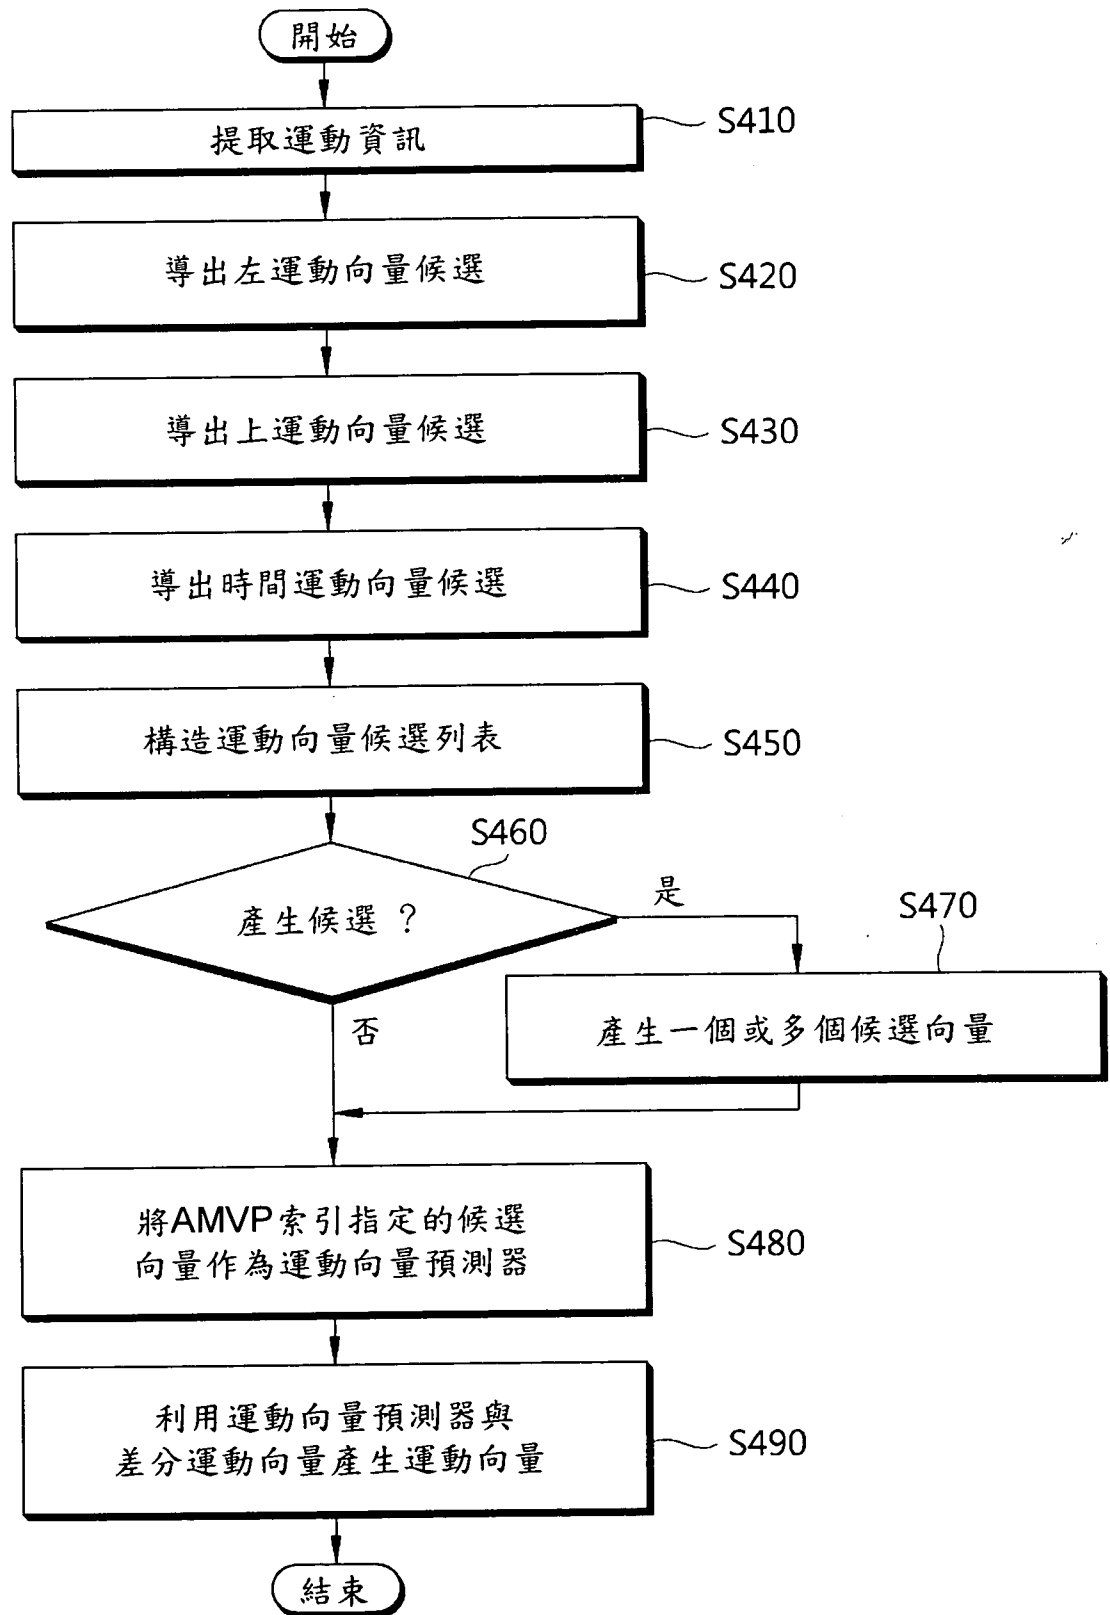 開始
提取運動資訊
S410
導出左運動向量候選
S420
導出上運動向量候選
S430
導出時間運動向量候選
S440
構造運動向量候選列表
S450
S460
產生候選 ?
是
S470
產生一個或多個候選向量
否
將AMVP索引指定的候選
向量作為運動向量預測器
S480
利用運動向量預測器與
差分運動向量產生運動向量
S490
結束